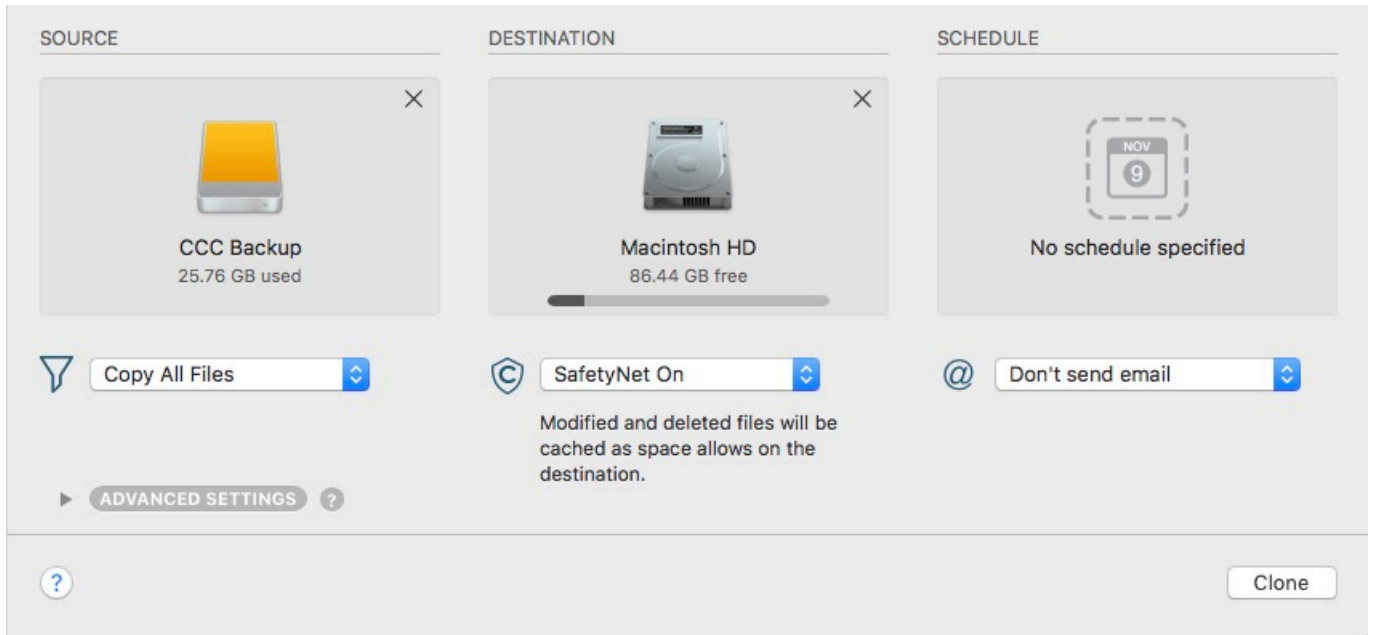 SOURCE
DESTINATION
SCHEDULE
CCC Backup
25.76 GB used
Macintosh HD
86.44 GB free
NOV
9
No schedule specified
Copy All Files
SafetyNet On
Don't send email
Modified and deleted files will be
cached as space allows on the
destination.
ADVANCED SETTINGS ?
?
Clone